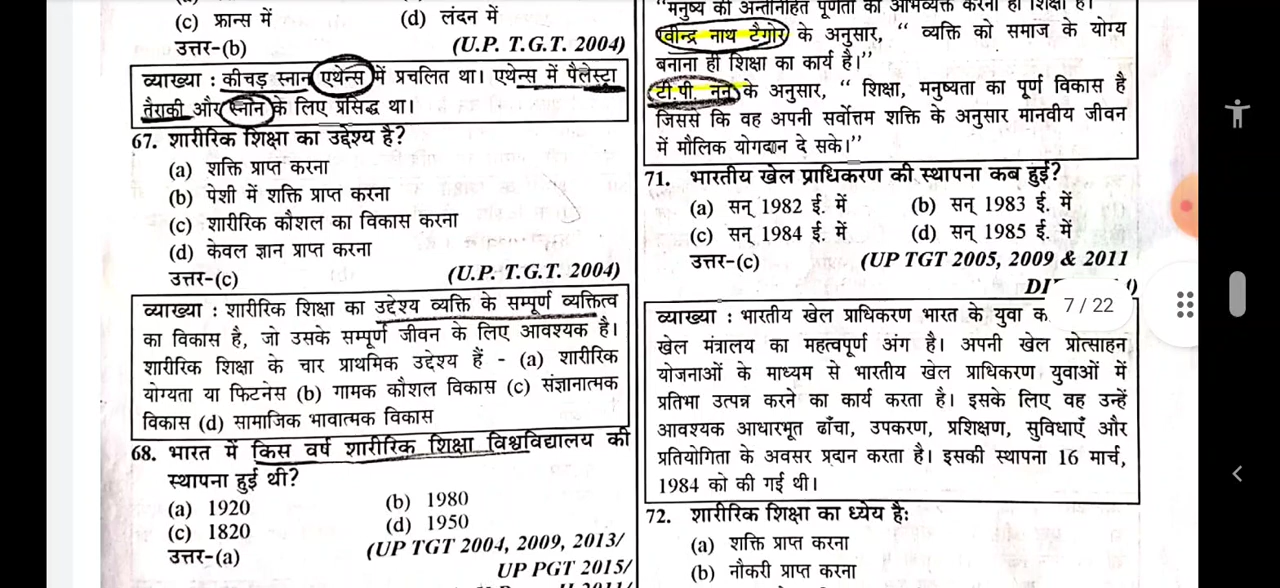 (c) फ्रान्स में (d) लंदन में
उत्तर-(b) (U.P. T.G.T. 2004)
व्याख्या : कीचड़ स्नान एथेन्स में प्रचलित था। एथेन्स में पैलेस्ट्रा
तैराकी और स्नान के लिए प्रसिद्ध था।
67. शारीरिक शिक्षा का उद्देश्य है?
(a) शक्ति प्राप्त करना
(b) पेशी में शक्ति प्राप्त करना
(c) शारीरिक कौशल का विकास करना
(d) केवल ज्ञान प्राप्त करना
उत्तर-(c) (U.P. T.G.T. 2004)
व्याख्या : शारीरिक शिक्षा का उद्देश्य व्यक्ति के सम्पूर्ण व्यक्तित्व
का विकास है, जो उसके सम्पूर्ण जीवन के लिए आवश्यक है।
शारीरिक शिक्षा के चार प्राथमिक उद्देश्य हैं - (a) शारीरिक
योग्यता या फिटनेस (b) गामक कौशल विकास (c) संज्ञानात्मक
विकास (d) सामाजिक भावात्मक विकास
68. भारत में किस वर्ष शारीरिक शिक्षा विश्वविद्यालय की
स्थापना हुई थी?
(a) 1920 (b) 1980
(c) 1820 (d) 1950
उत्तर-(a) (UP TGT 2004, 2009, 2013/
UP PGT 2015/
"मनुष्य की अन्तर्निहित पूर्णता को अभिव्यक्त करना ही शिक्षा है।
रविन्द्र नाथ टैगोर के अनुसार, " व्यक्ति को समाज के योग्य
बनाना ही शिक्षा का कार्य है।"
टी.पी. नन के अनुसार, " शिक्षा, मनुष्यता का पूर्ण विकास है
जिससे कि वह अपनी सर्वोत्तम शक्ति के अनुसार मानवीय जीवन
में मौलिक योगदान दे सके।"
71. भारतीय खेल प्राधिकरण की स्थापना कब हुई?
(a) सन् 1982 ई. में (b) सन् 1983 ई. में
(c) सन् 1984 ई. में (d) सन् 1985 ई. में
उत्तर-(c) (UP TGT 2005, 2009 & 2011
7 / 22
व्याख्या : भारतीय खेल प्राधिकरण भारत के युवा
खेल मंत्रालय का महत्वपूर्ण अंग है। अपनी खेल प्रोत्साहन
योजनाओं के माध्यम से भारतीय खेल प्राधिकरण युवाओं में
प्रतिभा उत्पन्न करने का कार्य करता है। इसके लिए वह उन्हें
आवश्यक आधारभूत ढाँचा, उपकरण, प्रशिक्षण, सुविधाएँ और
प्रतियोगिता के अवसर प्रदान करता है। इसकी स्थापना 16 मार्च,
1984 को की गई थी।
72. शारीरिक शिक्षा का ध्येय है:
(a) शक्ति प्राप्त करना
(b) नौकरी प्राप्त करना